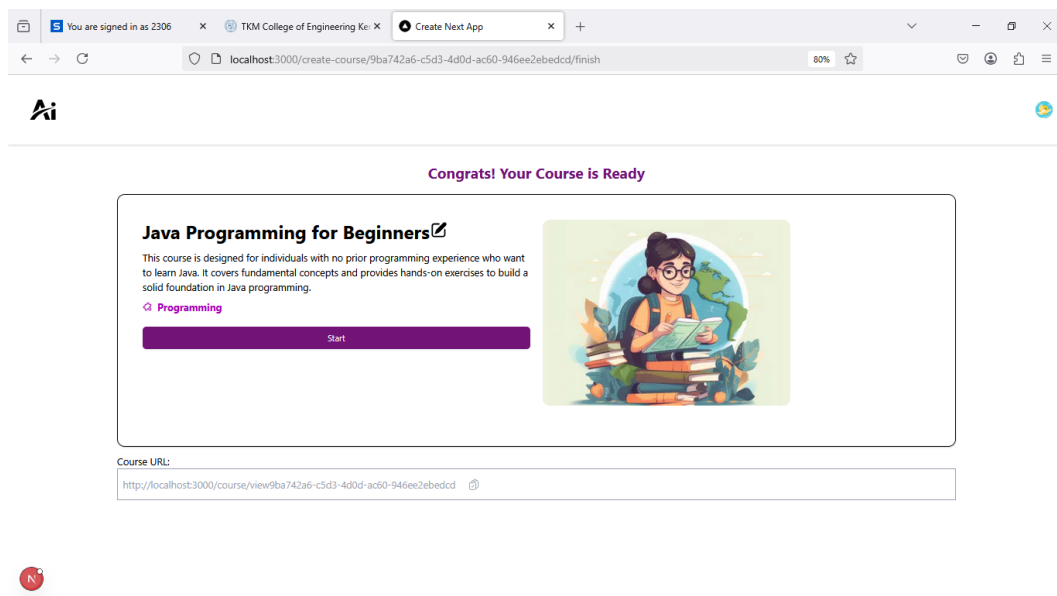 You are signed in as 2306
TKM College of Engineering Ker
Create Next App
localhost:3000/create-course/9ba742a6-c5d3-4d0d-ac60-946ee2ebedcd/finish
80%
Ai
Congrats! Your Course is Ready
Java Programming for Beginners
This course is designed for individuals with no prior programming experience who want
to learn Java. It covers fundamental concepts and provides hands-on exercises to build a
solid foundation in Java programming.
Programming
Start
Course URL:
http://localhost:3000/course/view9ba742a6-c5d3-4d0d-ac60-946ee2ebedcd
N